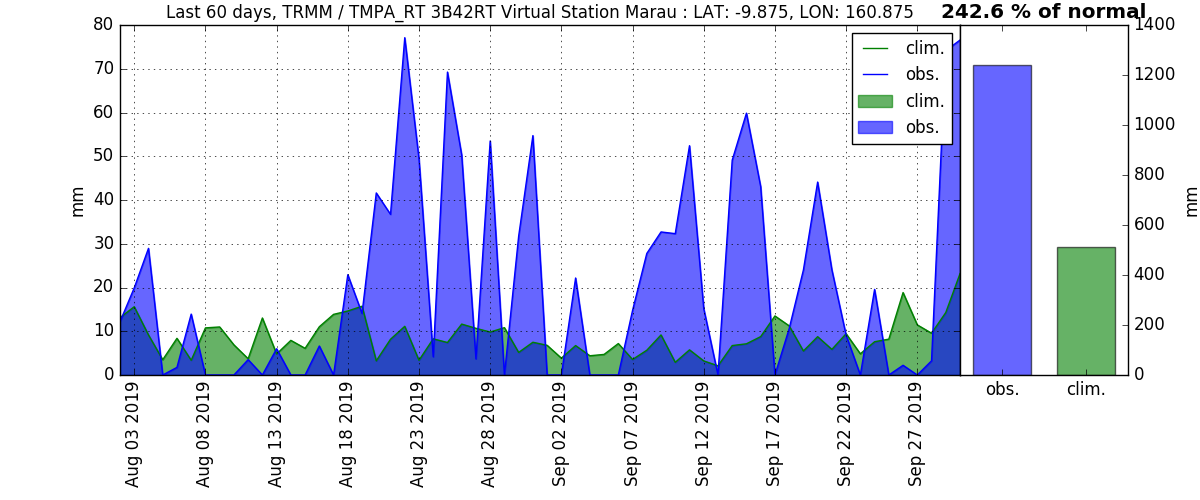 Last 60 days, TRMM / TMPA_RT 3B42RT Virtual Station Marau : LAT: -9.875, LON: 160.875
242.6 % of normal
80
70
60
50
40
30
20
10
0
mm
clim.
obs.
clim.
obs.
1400
1200
1000
800
600
400
200
0
mm
Aug 03 2019
Aug 08 2019
Aug 13 2019
Aug 18 2019
Aug 23 2019
Aug 28 2019
Sep 02 2019
Sep 07 2019
Sep 12 2019
Sep 17 2019
Sep 22 2019
Sep 27 2019
obs.
clim.